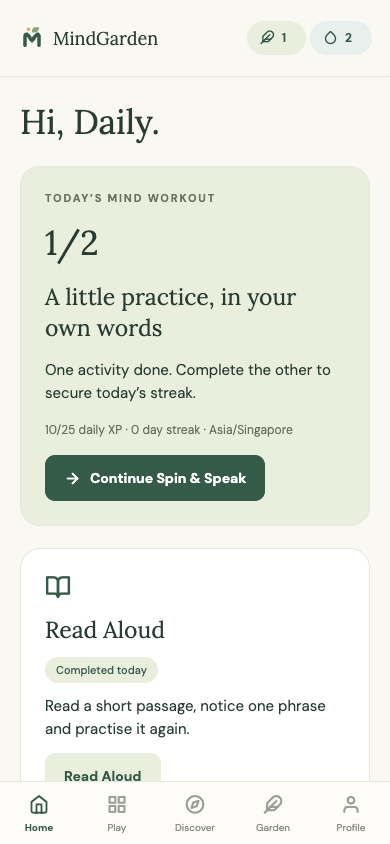 MindGarden
1
2
Hi, Daily.
TODAY’S MIND WORKOUT
1/2
A little practice, in your
own words
One activity done. Complete the other to
secure today’s streak.
10/25 daily XP · 0 day streak · Asia/Singapore
Continue Spin & Speak
Read Aloud
Completed today
Read a short passage, notice one phrase
and practise it again.
Read Aloud
Home
Play
Discover
Garden
Profile